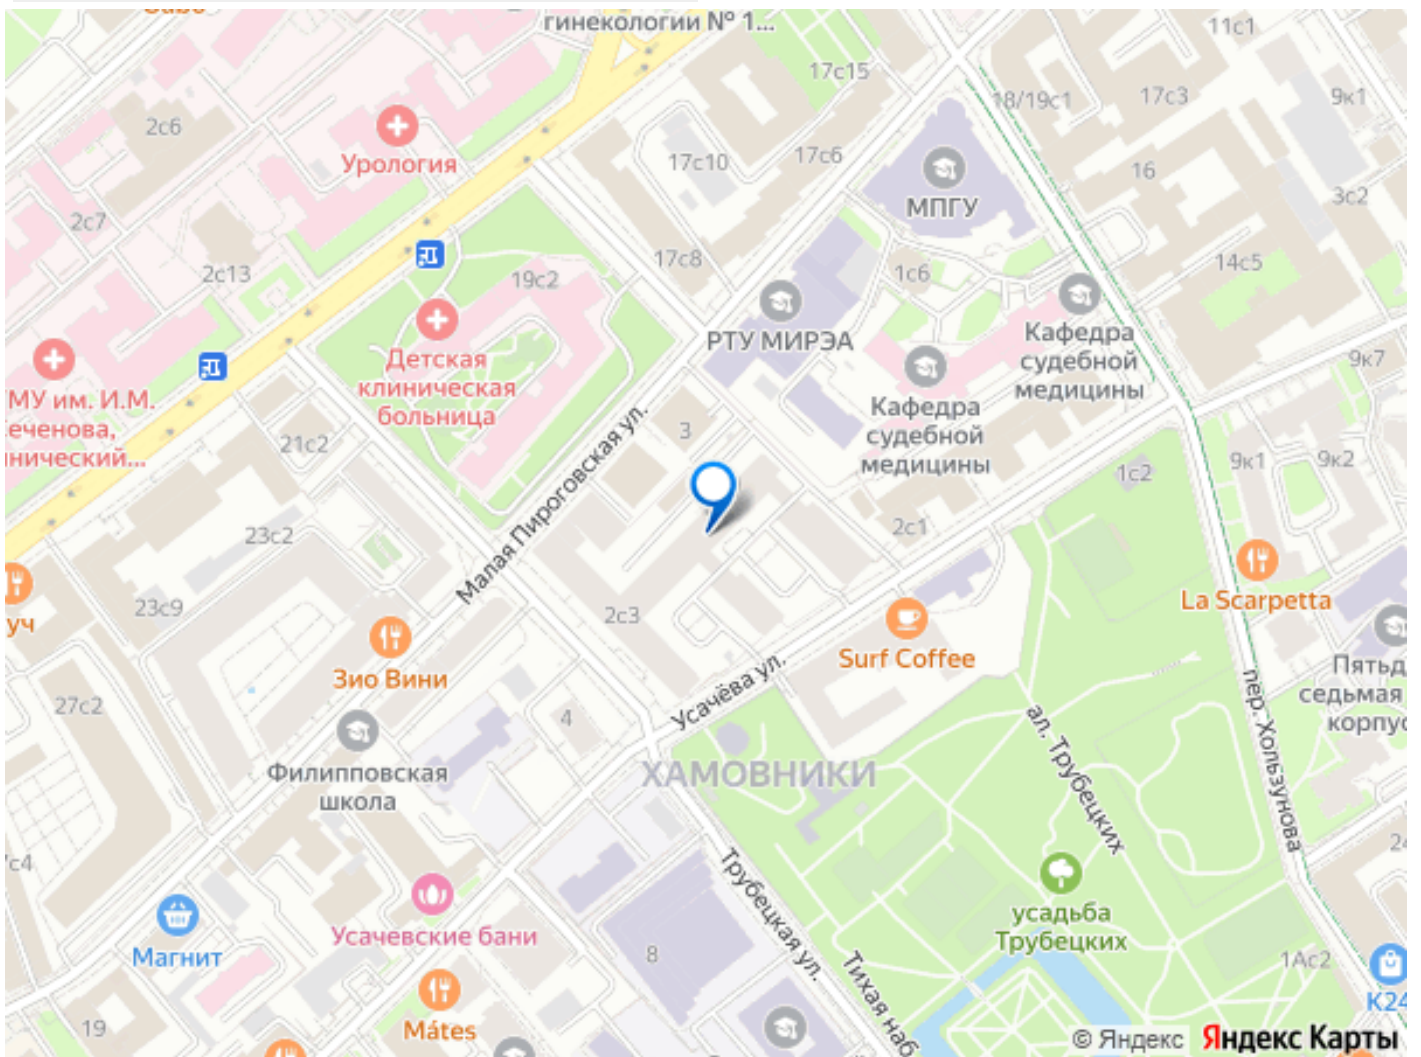 гинекологии № 1...
11с1
17с15
2с6
18/19с1
17с3
9к1
Урология
17с10
17с6
16
МПГУ
3с2
2с7
2с13
17с8
1с6
14с5
19с2
РТУ МИРЭА
Кафедра
судебной
медицины
Детская
клиническая
больница
9к7
МУ им. И.М.
еченова,
нический...
Кафедра
судебной
медицины
21с2
3
Малая Пироговская ул.
1с2
9к1
9к2
23с2
2с1
La Scarpetta
23с9
уч
2с3
Surf Coffee
Зио Вини
Усачёва ул.
Пятьд
седьмая
корпус
27с2
4
ал. Трубецких
пер. Хользунова
Филипповская
школа
ХАМОВНИКИ
с4
24
Трубецкая ул.
усадьба
Трубецких
Магнит
Усачевские бани
8
Тихая наб
1Ас2
К24
19
Mátes
© Яндекс Яндекс Карты